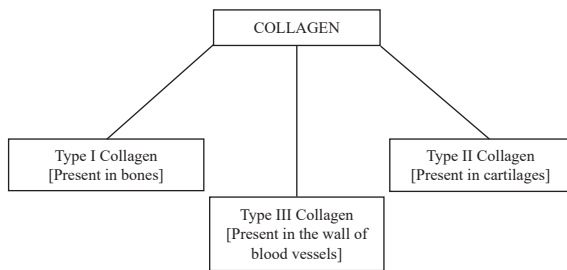 COLLAGEN
Type I Collagen
[Present in bones]
Type II Collagen
[Present in cartilages]
Type III Collagen
[Present in the wall of
blood vessels]